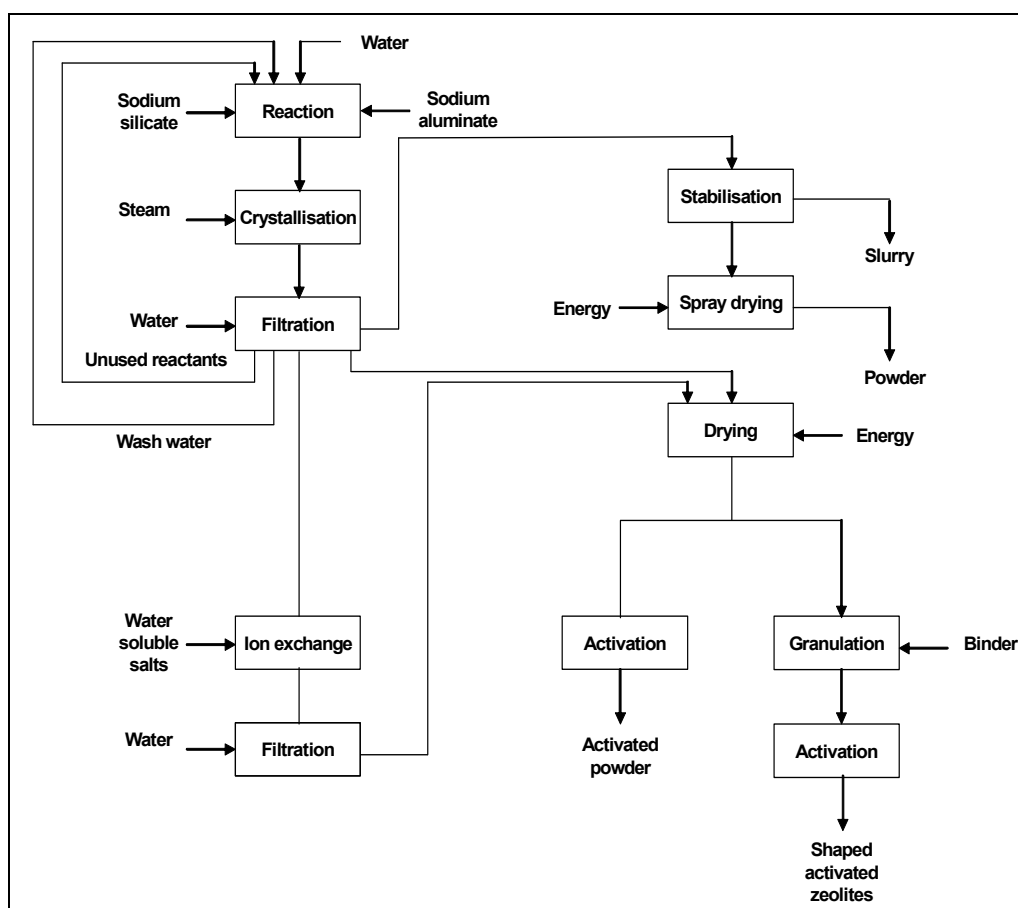 Water
Sodium
silicate
Reaction
Sodium
aluminate
Steam
Crystallisation
Stabilisation
Slurry
Water
Filtration
Energy
Spray drying
Unused reactants
Powder
Wash water
Drying
Energy
Water
soluble
salts
Ion exchange
Activation
Granulation
Binder
Water
Filtration
Activated
powder
Activation
Shaped
activated
zeolites